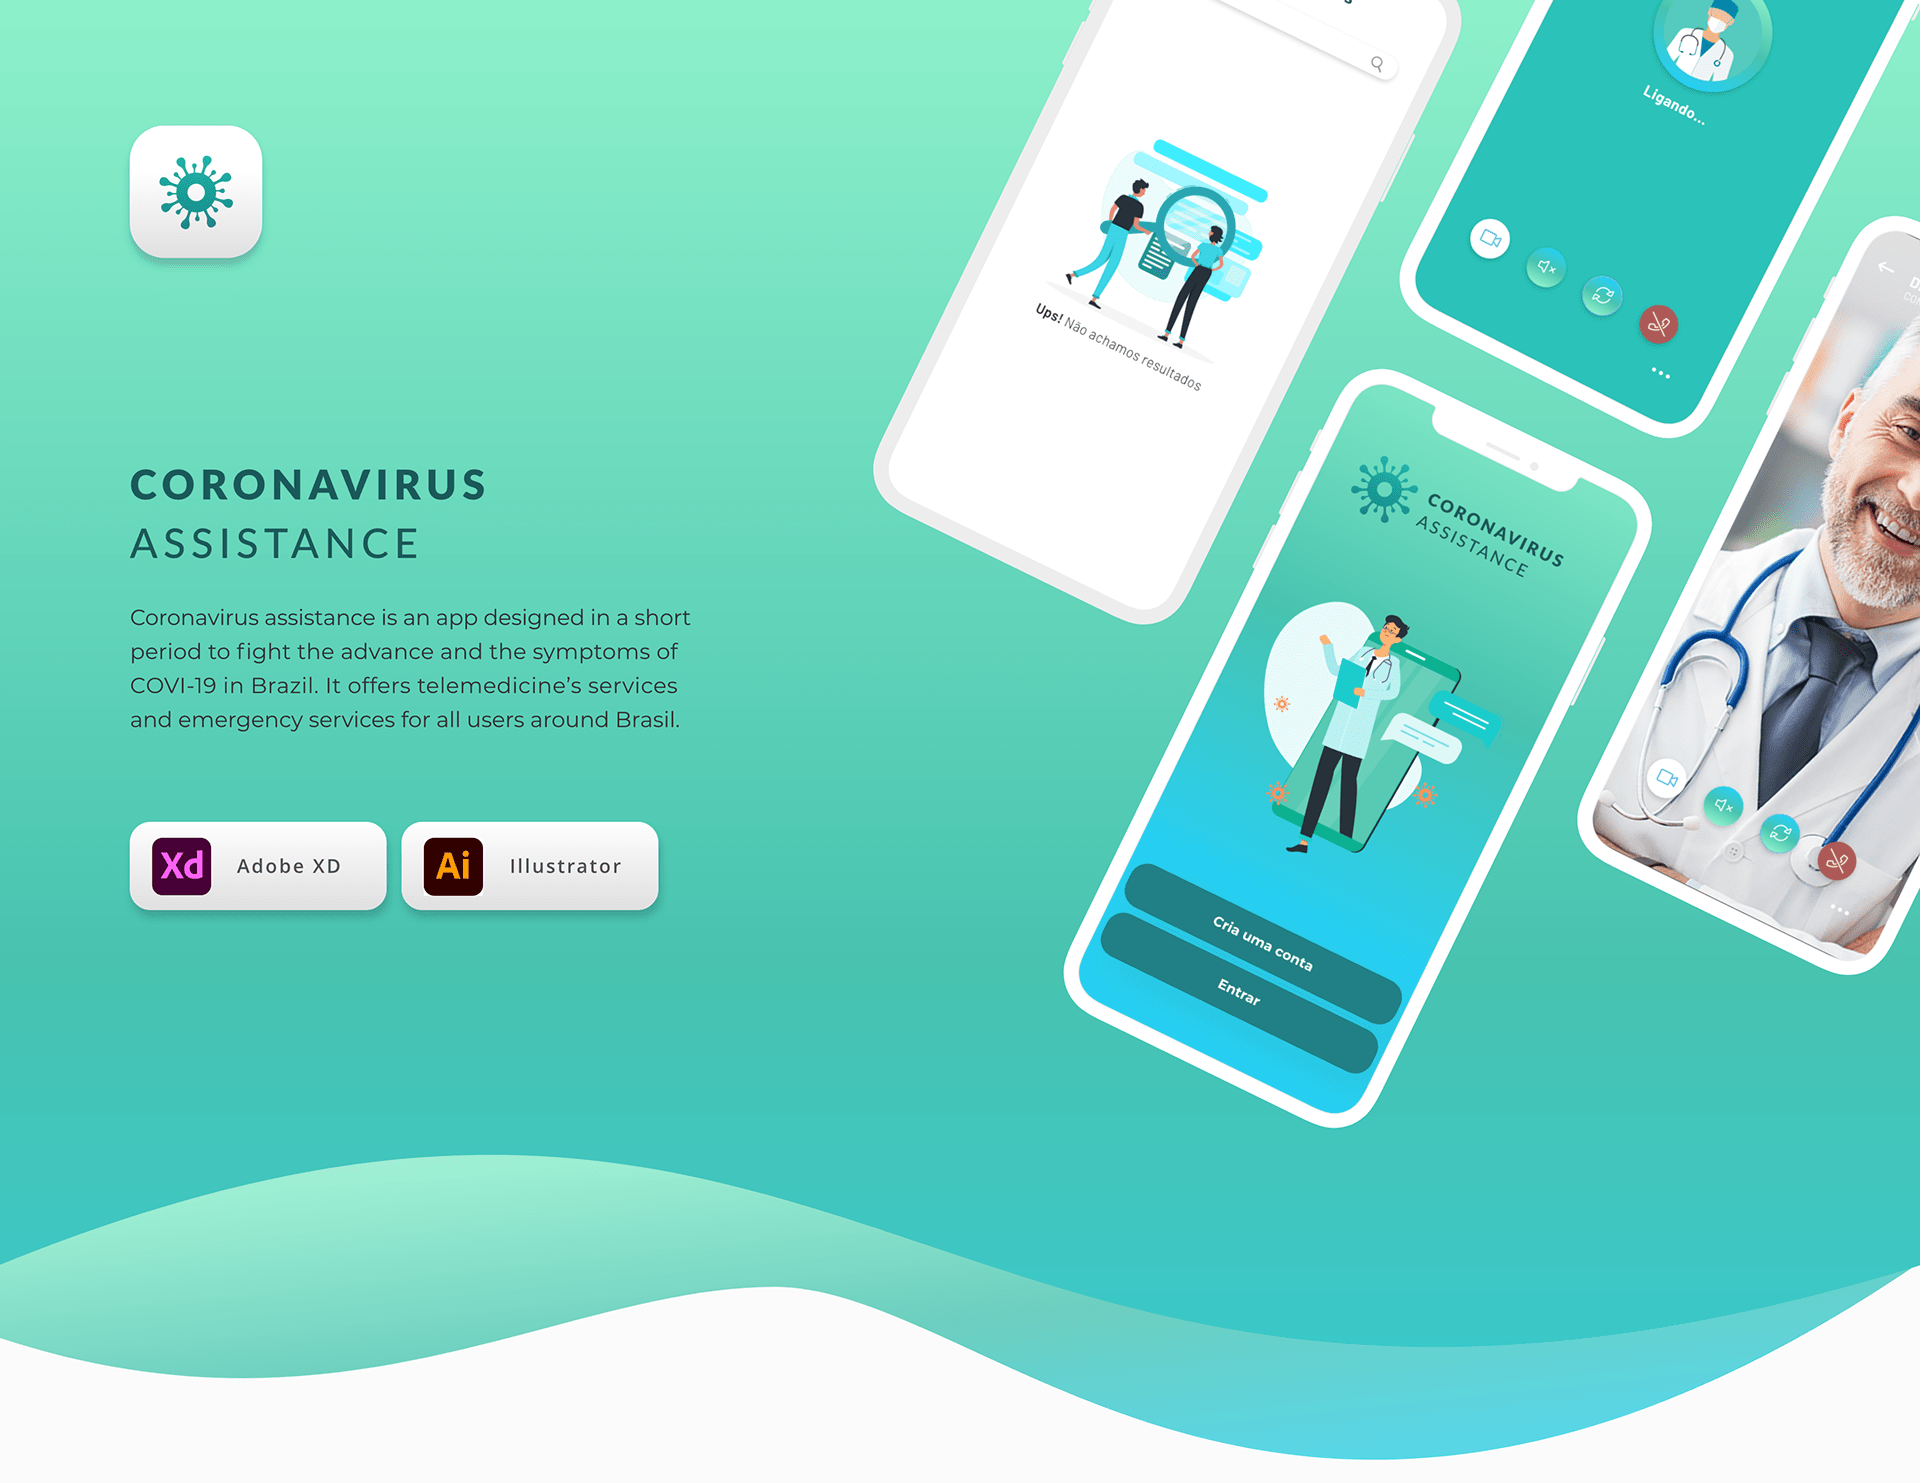 CORONAVIRUS
ASSISTANCE
Coronavirus assistance is an app designed in a short
period to fight the advance and the symptoms of
COVI-19 in Brazil. It offers telemedicine’s services
and emergency services for all users around Brasil.
Xd Adobe XD
Ai Illustrator
Ups! Não achamos resultados
Ligando...
CORONAVIRUS
ASSISTANCE
Cria uma conta
Entrar